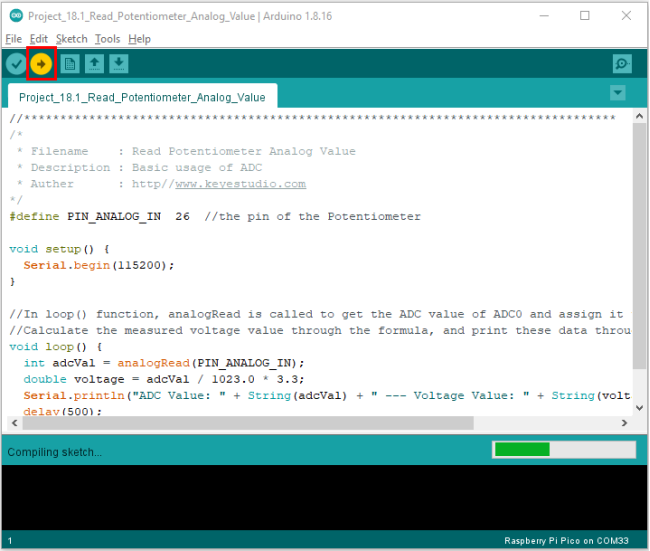 Project_18.1_Read_Potentiometer_Analog_Value | Arduino 1.8.16
File Edit Sketch Tools Help
Project_18.1_Read_Potentiometer_Analog_Value
//**********************************************************************************
/*
 * Filename    : Read Potentiometer Analog Value
 * Description : Basic usage of ADC
 * Auther      : http//www.keyestudio.com
*/
#define PIN_ANALOG_IN  26  //the pin of the Potentiometer
void setup() {
  Serial.begin(115200);
}
//In loop() function, analogRead is called to get the ADC value of ADC0 and assign it
//Calculate the measured voltage value through the formula, and print these data throu
void loop() {
  int adcVal = analogRead(PIN_ANALOG_IN);
  double voltage = adcVal / 1023.0 * 3.3;
  Serial.println("ADC Value: " + String(adcVal) + " --- Voltage Value: " + String(volt
  delay(500);
Compiling sketch...
1 Raspberry Pi Pico on COM33